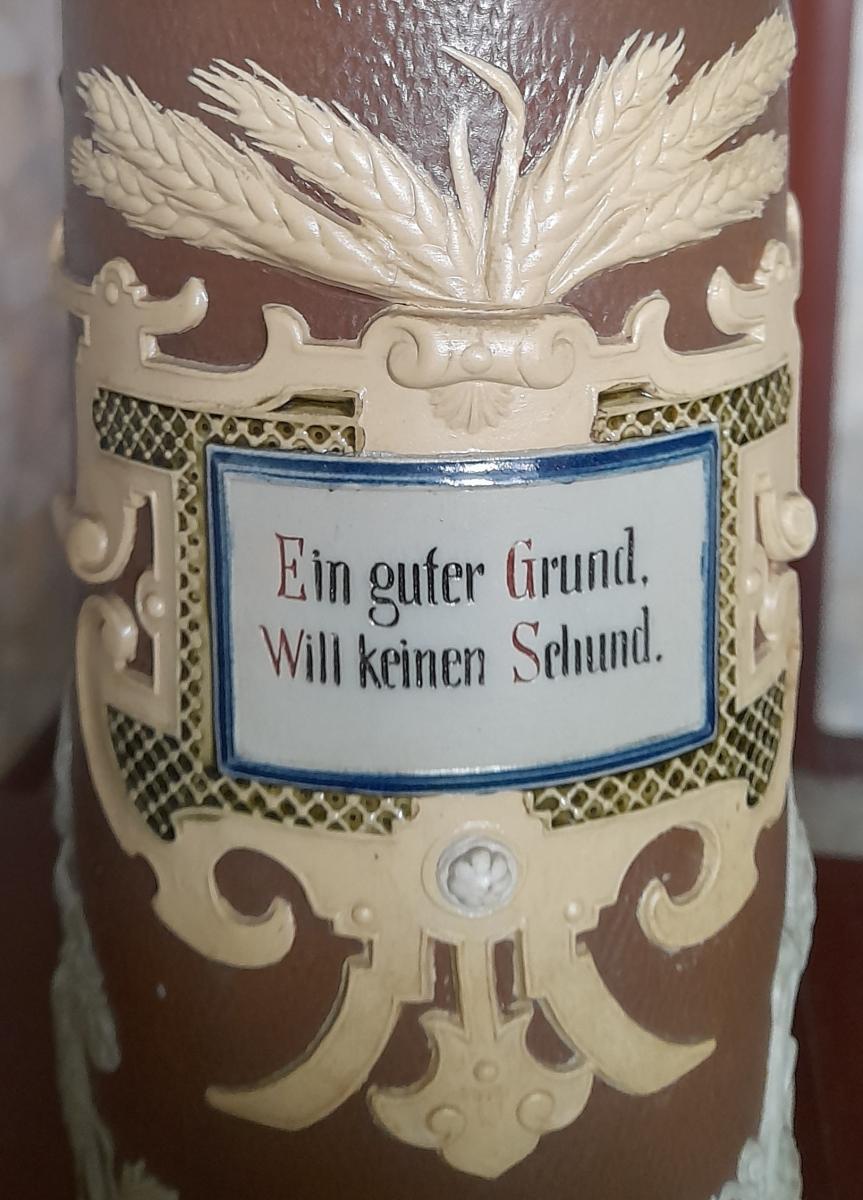 Ein guter Grund.
Will keinen Schund.